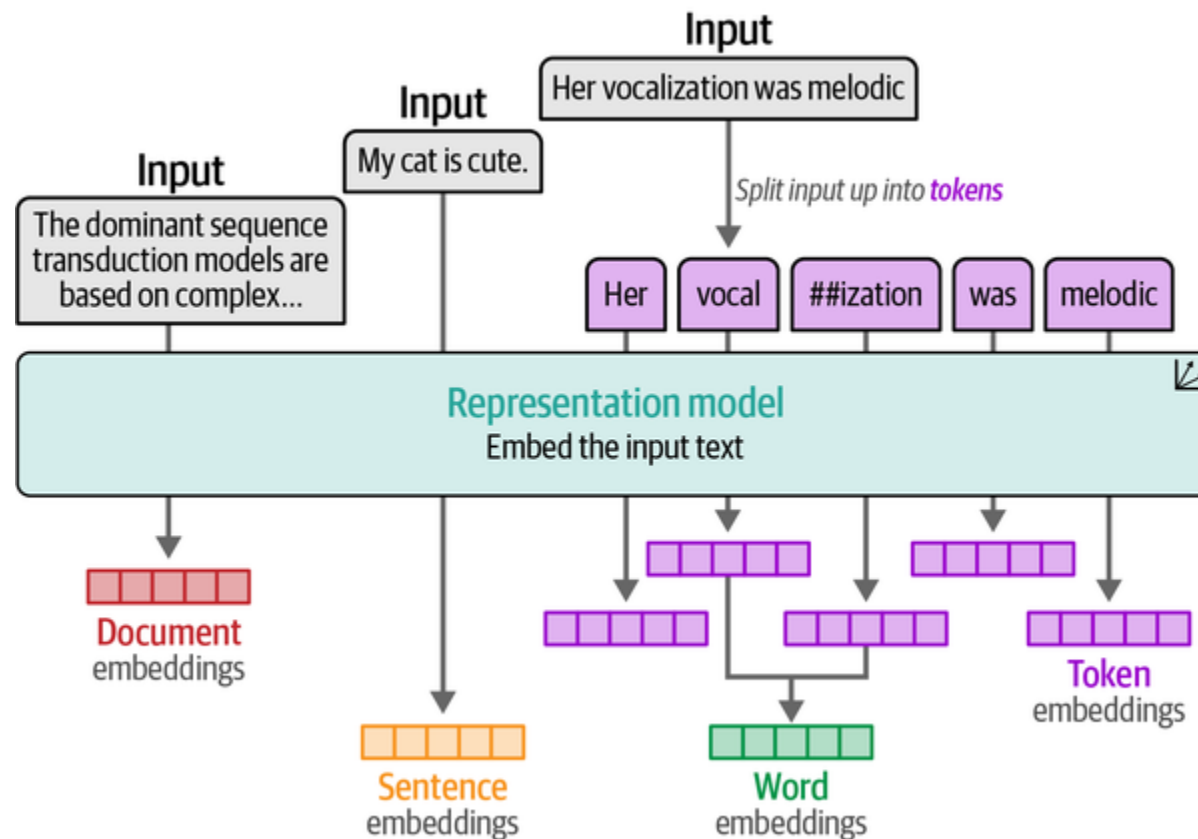 Input
Her vocalization was melodic
Input
My cat is cute.
Split input up into tokens
Input
The dominant sequence
transduction models are
based on complex...
Her
vocal
##ization
was
melodic
Representation model
Embed the input text
Document
embeddings
Token
embeddings
Sentence
embeddings
Word
embeddings